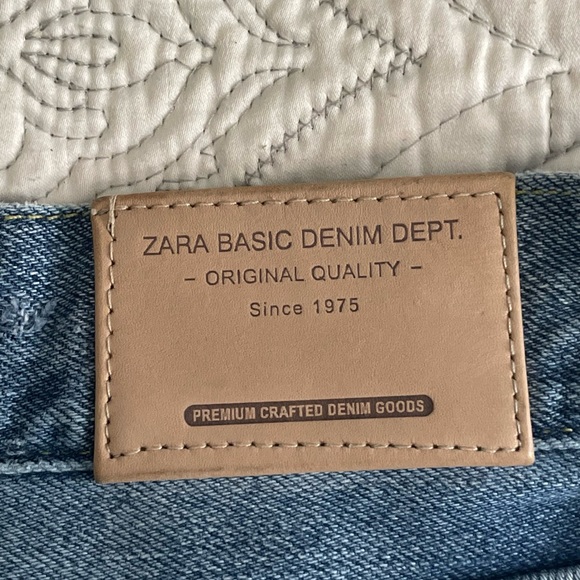 ZARA BASIC DENIM DEPT.
– ORIGINAL QUALITY –
Since 1975
PREMIUM CRAFTED DENIM GOODS